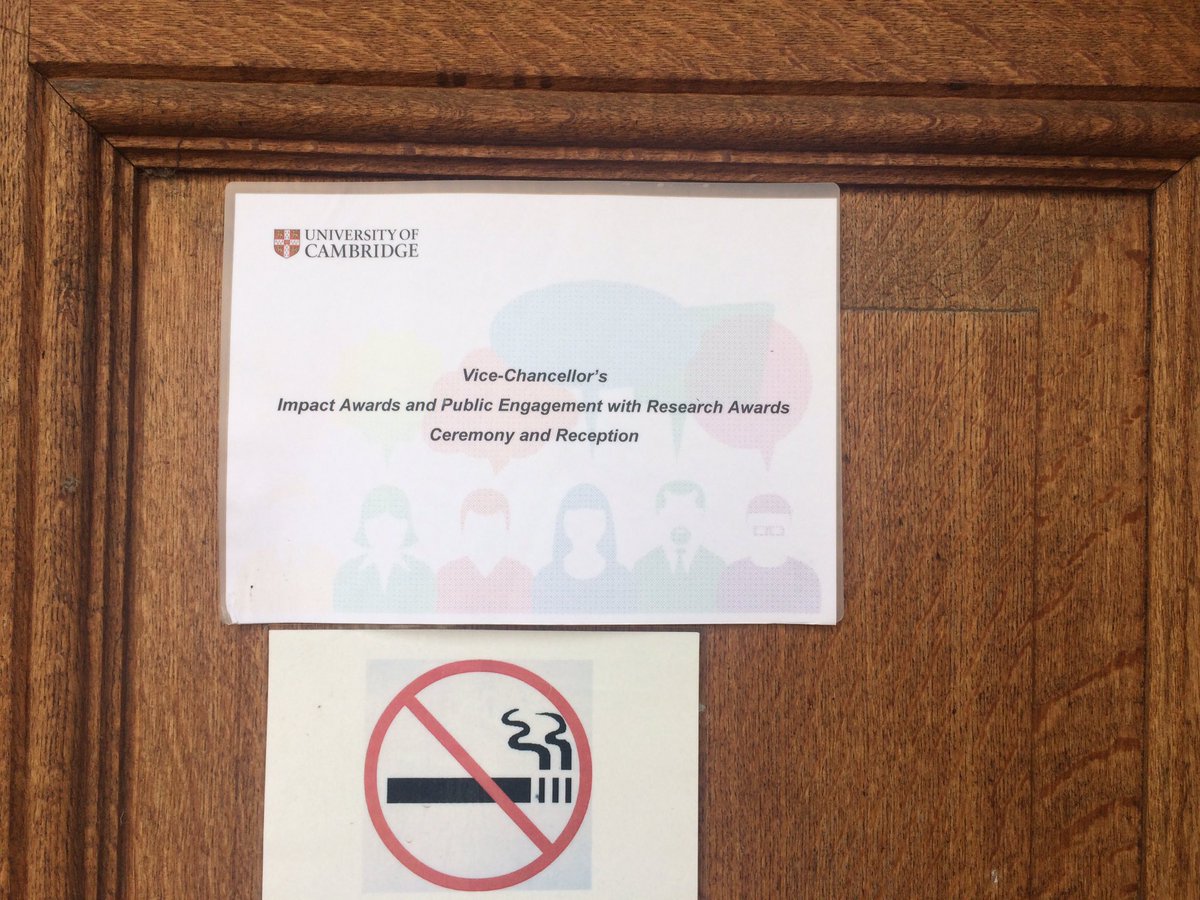 UNIVERSITY OF
CAMBRIDGE
Vice-Chancellor's
Impact Awards and Public Engagement with Research Awards
Ceremony and Reception